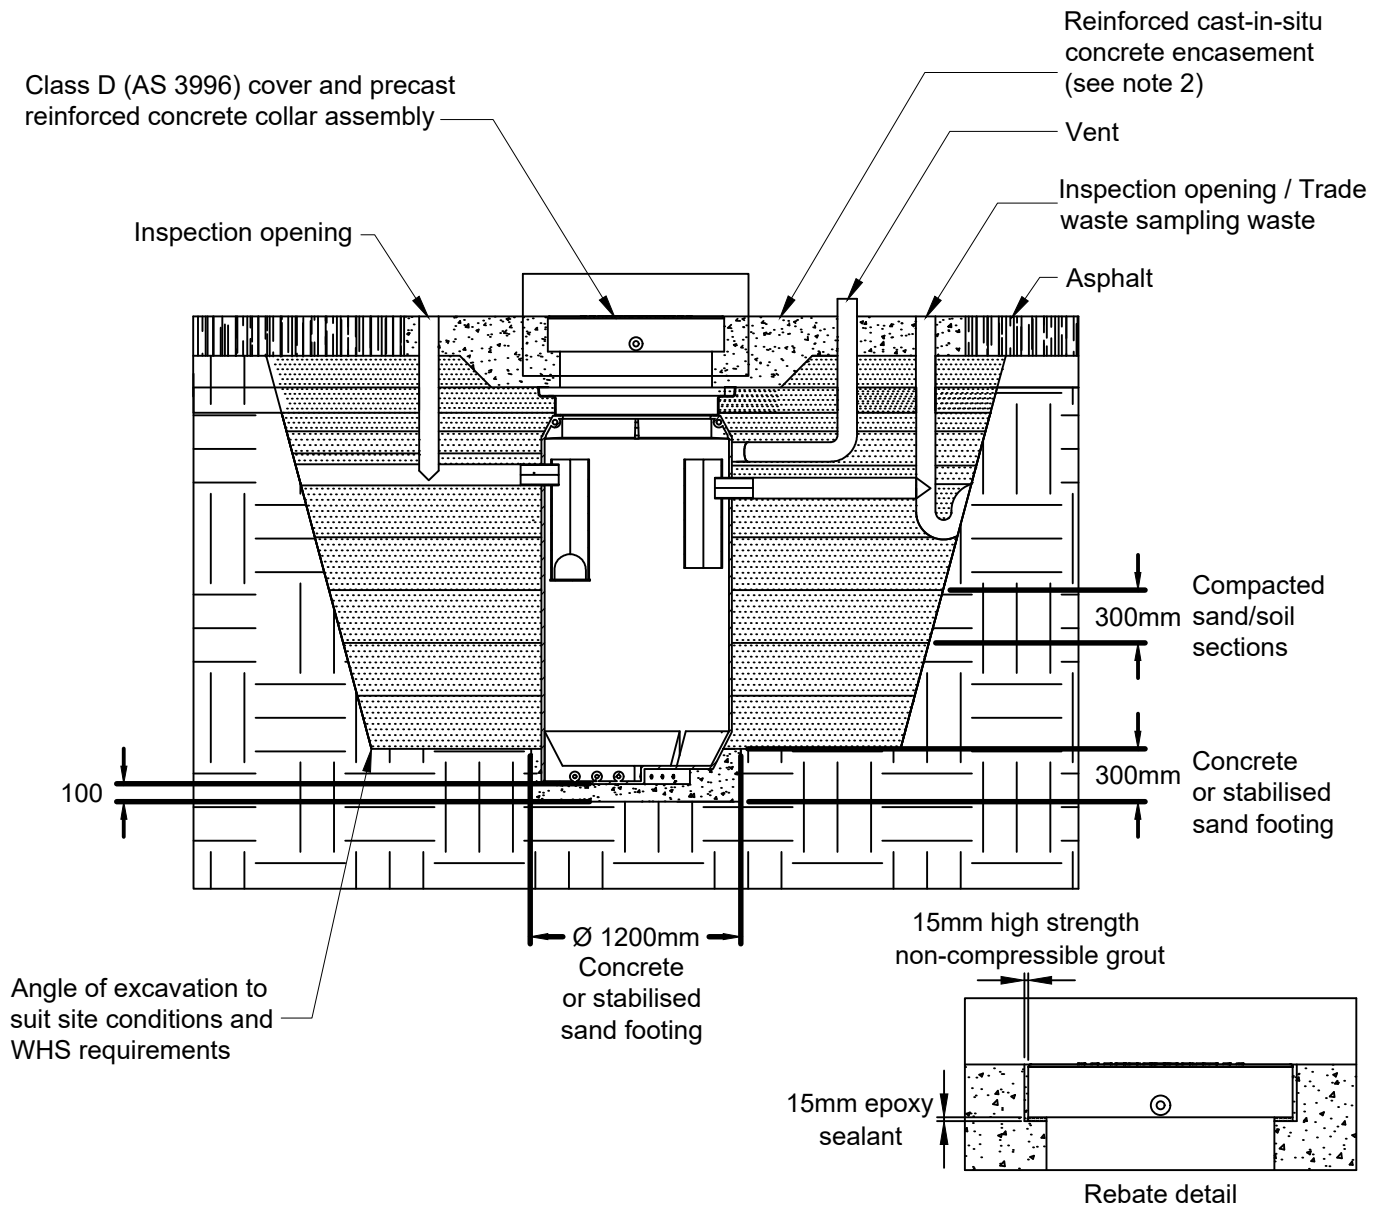 Reinforced cast-in-situ
concrete encasement
(see note 2)
Class D (AS 3996) cover and precast
reinforced concrete collar assembly
Vent
Inspection opening / Trade
waste sampling waste
Inspection opening
Asphalt
Compacted
300mm sand/soil
sections
100
300mm
Concrete
or stabilised
sand footing
Ø 1200mm
Concrete
or stabilised
sand footing
15mm high strength
non-compressible grout
Angle of excavation to
suit site conditions and
WHS requirements
15mm epoxy
sealant
Rebate detail